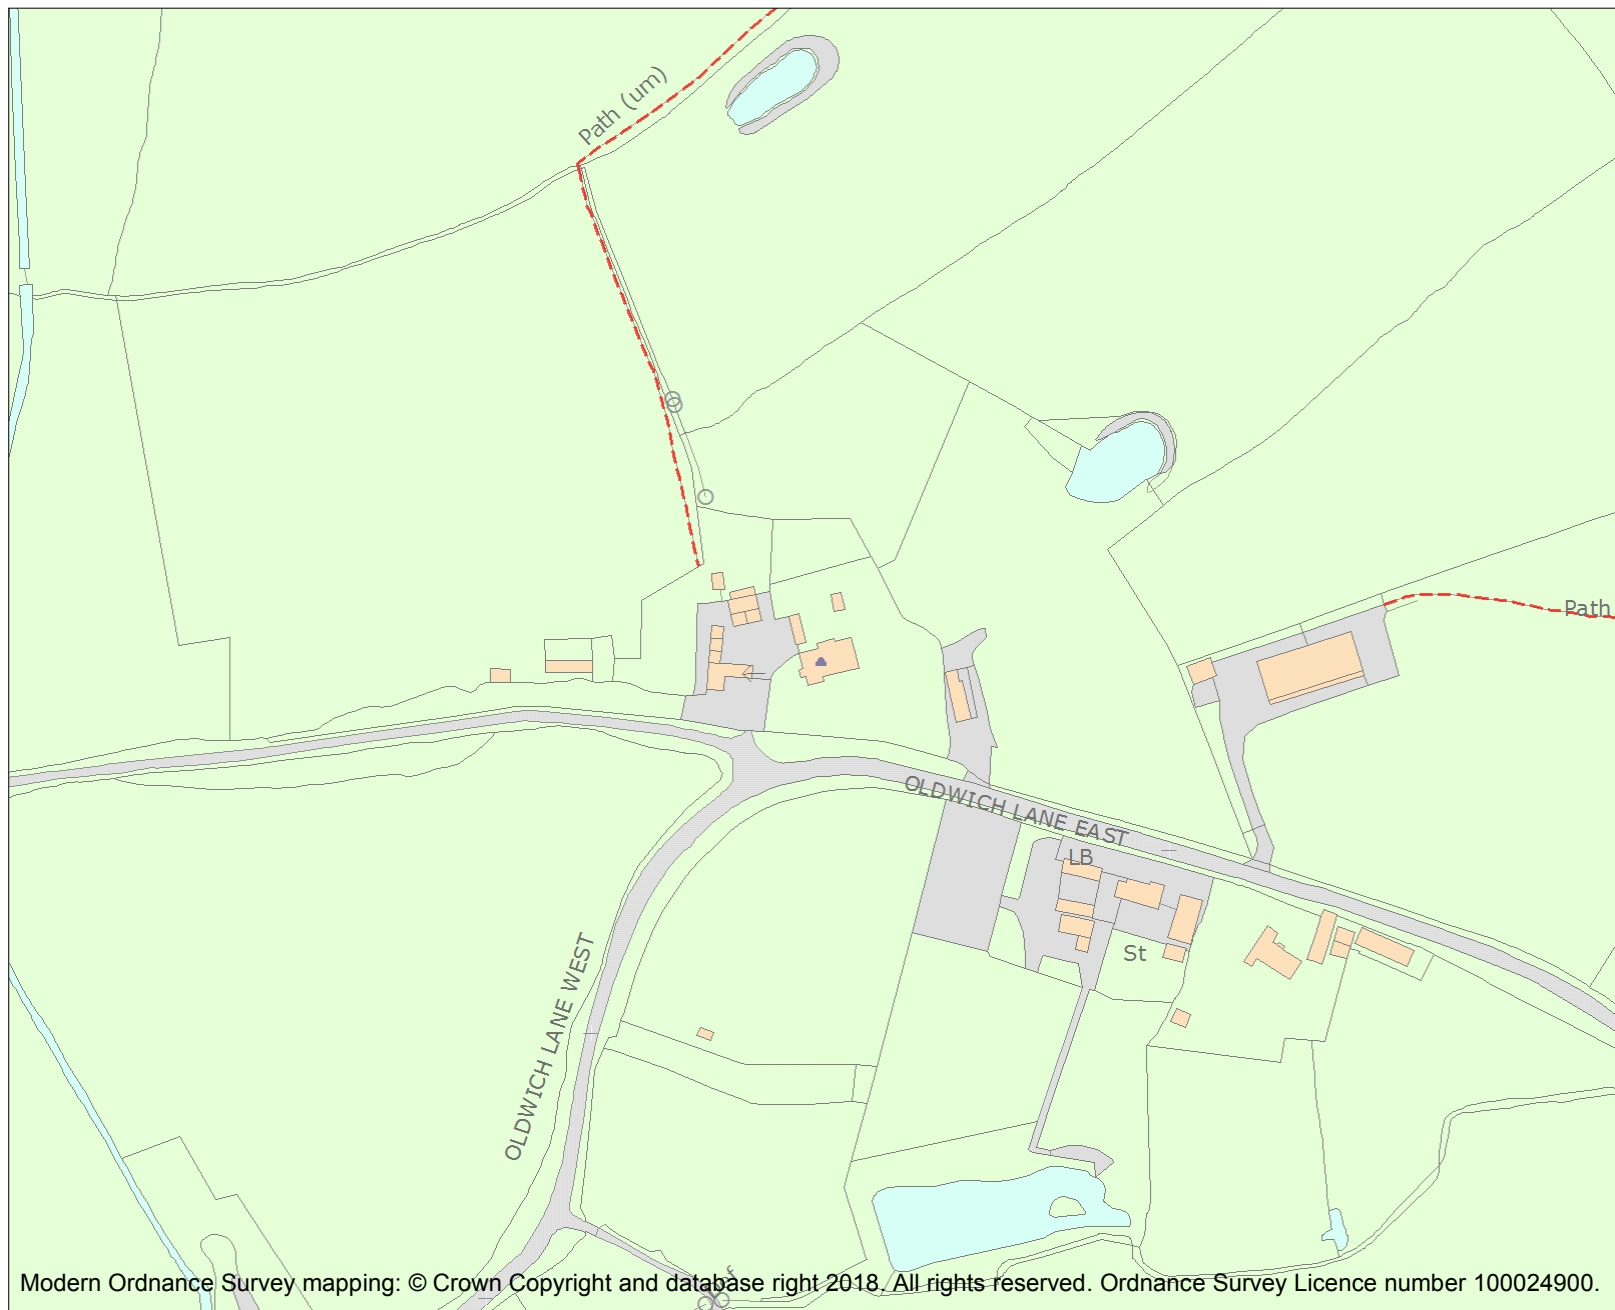 Path (um)
Path
OLDWICH LANE EAST
LB
St
OLDWICH LANE WEST
Modern Ordnance Survey mapping: © Crown Copyright and database right 2018. All rights reserved. Ordnance Survey Licence number 100024900.